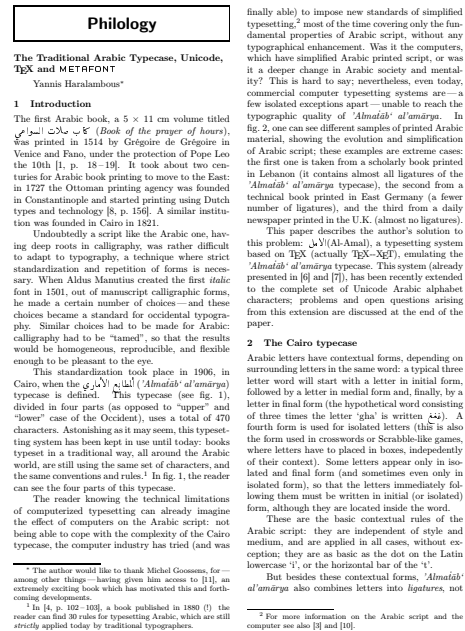 Philology
The Traditional Arabic Typecase, Unicode,
TEX and METAFONT
Yannis Haralambous*
1 Introduction
The first Arabic book, a 5 × 11 cm volume titled
كتاب صلات السواعي (Book of the prayer of hours),
was printed in 1514 by Grégoire de Grégoire in
Venice and Fano, under the protection of Pope Leo
the 10th [1, p. 18–19]. It took about two cen-
turies for Arabic book printing to move to the East:
in 1727 the Ottoman printing agency was founded
in Constantinople and started printing using Dutch
types and technology [8, p. 156]. A similar institu-
tion was founded in Cairo in 1821.
Undoubtedly a script like the Arabic one, hav-
ing deep roots in calligraphy, was rather difficult
to adapt to typography, a technique where strict
standardization and repetition of forms is neces-
sary. When Aldus Manutius created the first italic
font in 1501, out of manuscript calligraphic forms,
he made a certain number of choices — and these
choices became a standard for occidental typogra-
phy. Similar choices had to be made for Arabic:
calligraphy had to be “tamed”, so that the results
would be homogeneous, reproducible, and flexible
enough to be pleasant to the eye.
This standardization took place in 1906, in
Cairo, when the المطابع الأمارية (’Almaṭābʿ al’amārya)
typecase is defined. This typecase (see fig. 1),
divided in four parts (as opposed to “upper” and
“lower” case of the Occident), uses a total of 470
characters. Astonishing as it may seem, this typeset-
ting system has been kept in use until today: books
typeset in a traditional way, all around the Arabic
world, are still using the same set of characters, and
the same conventions and rules.1 In fig. 1, the reader
can see the four parts of this typecase.
The reader knowing the technical limitations
of computerized typesetting can already imagine
the effect of computers on the Arabic script: not
being able to cope with the complexity of the Cairo
typecase, the computer industry has tried (and was
* The author would like to thank Michel Goossens, for —
among other things — having given him access to [11], an
extremely exciting book which has motivated this and forth-
coming developments.
1 In [4, p. 102–103], a book published in 1880 (!) the
reader can find 30 rules for typesetting Arabic, which are still
strictly applied today by traditional typographers.
finally able) to impose new standards of simplified
typesetting,2 most of the time covering only the fun-
damental properties of Arabic script, without any
typographical enhancement. Was it the computers,
which have simplified Arabic printed script, or was
it a deeper change in Arabic society and mental-
ity? This is hard to say; nevertheless, even today,
commercial computer typesetting systems are — a
few isolated exceptions apart — unable to reach the
typographic quality of ’Almaṭābʿ al’amārya. In
fig. 2, one can see different samples of printed Arabic
material, showing the evolution and simplification
of Arabic script; these examples are extreme cases:
the first one is taken from a scholarly book printed
in Lebanon (it contains almost all ligatures of the
’Almaṭābʿ al’amārya typecase), the second from a
technical book printed in East Germany (a fewer
number of ligatures), and the third from a daily
newspaper printed in the U.K. (almost no ligatures).
This paper describes the author’s solution to
this problem: الأمل (Al-Amal), a typesetting system
based on TEX (actually TEX--XET), emulating the
’Almaṭābʿ al’amārya typecase. This system (already
presented in [6] and [7]), has been recently extended
to the complete set of Unicode Arabic alphabet
characters; problems and open questions arising
from this extension are discussed at the end of the
paper.
2 The Cairo typecase
Arabic letters have contextual forms, depending on
surrounding letters in the same word: a typical three
letter word will start with a letter in initial form,
followed by a letter in medial form and, finally, by a
letter in final form (the hypothetical word consisting
of three times the letter ‘gha’ is written غغغ). A
fourth form is used for isolated letters (this is also
the form used in crosswords or Scrabble-like games,
where letters have to placed in boxes, indepedently
of their context). Some letters appear only in iso-
lated and final form (and sometimes even only in
isolated form), so that the letters immediately fol-
lowing them must be written in initial (or isolated)
form, although they are located inside the word.
These are the basic contextual rules of the
Arabic script: they are independent of style and
medium, and are applied in all cases, without ex-
ception; they are as basic as the dot on the Latin
lowercase ‘i’, or the horizontal bar of the ‘t’.
But besides these contextual forms, ’Almaṭābʿ
al’amārya also combines letters into ligatures, not
2 For more information on the Arabic script and the
computer see also [3] and [10].